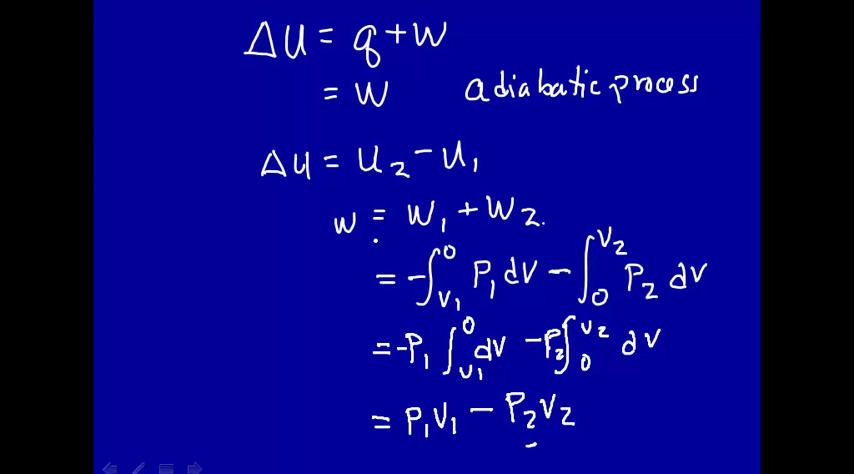 ΔU = q + W
= W adiabatic process
ΔU = U₂ − U₁
w = W₁ + W₂
= −∫_{V₁}^{0} P₁ dV − ∫_{0}^{V₂} P₂ dV
= −P₁ ∫_{V₁}^{0} dV − P₂ ∫_{0}^{V₂} dV
= P₁V₁ − P₂V₂